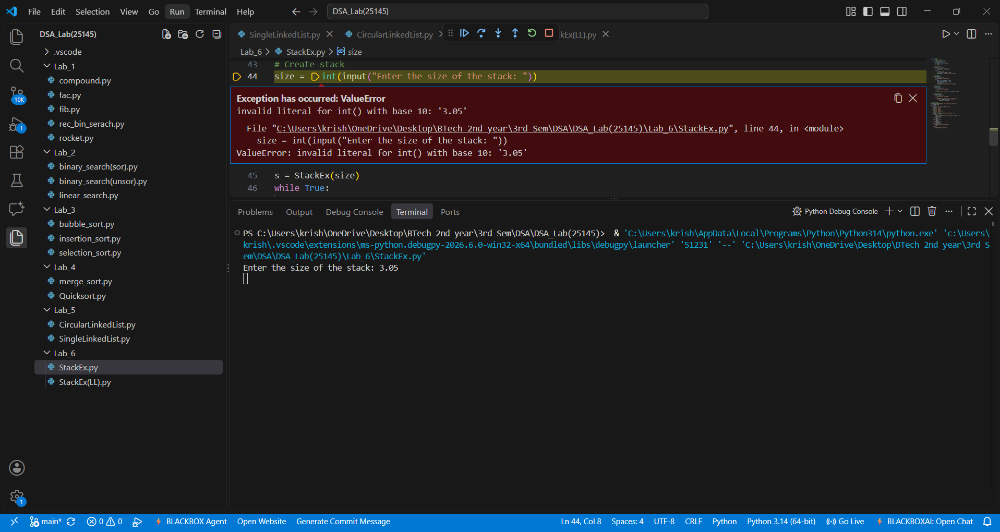 File Edit Selection View Go Run Terminal Help
DSA_Lab(25145)
DSA_Lab(25145)
.vscode
Lab_1
compound.py
fac.py
fib.py
rec_bin_serach.py
rocket.py
Lab_2
binary_search(sor).py
binary_search(unsor).py
linear_search.py
Lab_3
bubble_sort.py
insertion_sort.py
selection_sort.py
Lab_4
merge_sort.py
Quicksort.py
Lab_5
CircularLinkedList.py
SingleLinkedList.py
Lab_6
StackEx.py
StackEx(LL).py
10K
1
1
SingleLinkedList.py CircularLinkedList.py kEx(LL).py
Lab_6 > StackEx.py > size
43 # Create stack
44 size = int(input("Enter the size of the stack: "))
Exception has occurred: ValueError
invalid literal for int() with base 10: '3.05'
File "C:\Users\krish\OneDrive\Desktop\BTech 2nd year\3rd Sem\DSA\DSA_Lab(25145)\Lab_6\StackEx.py", line 44, in <module>
size = int(input("Enter the size of the stack: "))
ValueError: invalid literal for int() with base 10: '3.05'
45 s = StackEx(size)
46 while True:
Problems Output Debug Console Terminal Ports
Python Debug Console
PS C:\Users\krish\OneDrive\Desktop\BTech 2nd year\3rd Sem\DSA\DSA_Lab(25145)> & 'C:\Users\krish\AppData\Local\Programs\Python\Python314\python.exe' 'c:\Users\
krish\.vscode\extensions\ms-python.debugpy-2026.6.0-win32-x64\bundled\libs\debugpy\launcher' '51231' '--' 'C:\Users\krish\OneDrive\Desktop\BTech 2nd year\3rd S
em\DSA\DSA_Lab(25145)\Lab_6\StackEx.py'
Enter the size of the stack: 3.05
main* 0 0 BLACKBOX Agent Open Website Generate Commit Message
Ln 44, Col 8 Spaces: 4 UTF-8 CRLF Python Python 3.14 (64-bit) Go Live BLACKBOXAI: Open Chat